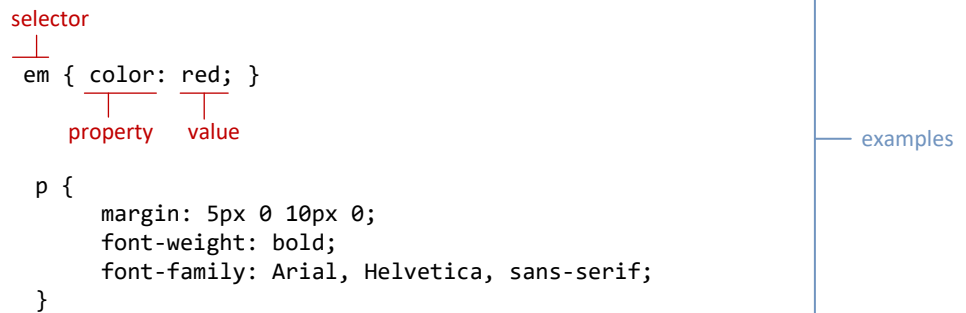 selector
em { color: red; }
property value
examples
p {
margin: 5px 0 10px 0;
font-weight: bold;
font-family: Arial, Helvetica, sans-serif;
}